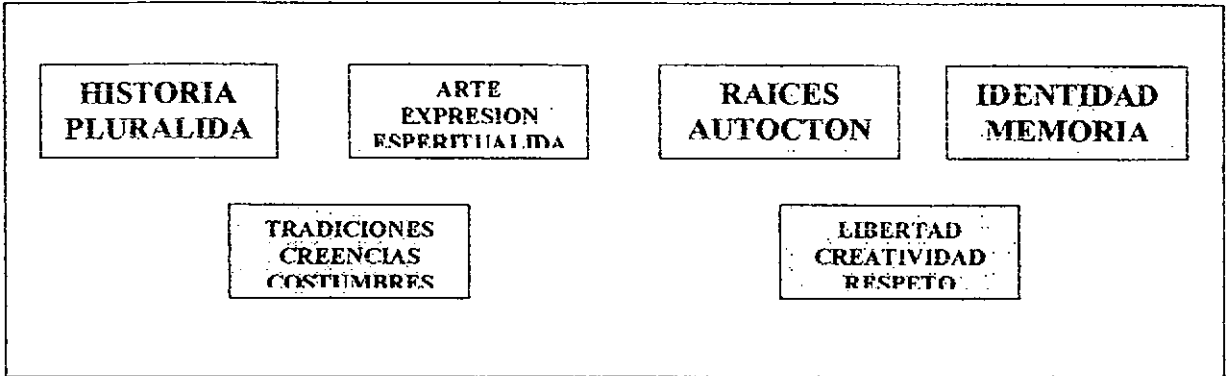 HISTORIA
PLURALIDA
ARTE
EXPRESION
ESPERITUALIDA
RAICES
AUTOCTON
IDENTIDAD
MEMORIA
TRADICIONES
CREENCIAS
COSTUMBRES
LIBERTAD
CREATIVIDAD
RESPETO